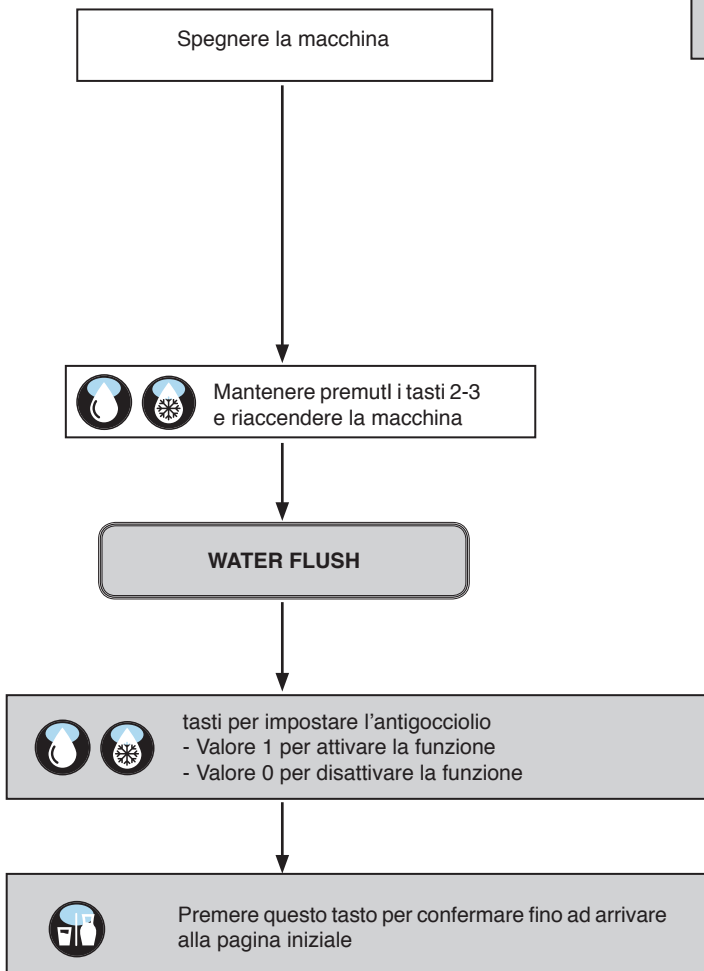 Spegnere la macchina
Mantenere premutI i tasti 2-3
e riaccendere la macchina
WATER FLUSH
tasti per impostare l'antigocciolio
- Valore 1 per attivare la funzione
- Valore 0 per disattivare la funzione
Premere questo tasto per confermare fino ad arrivare
alla pagina iniziale